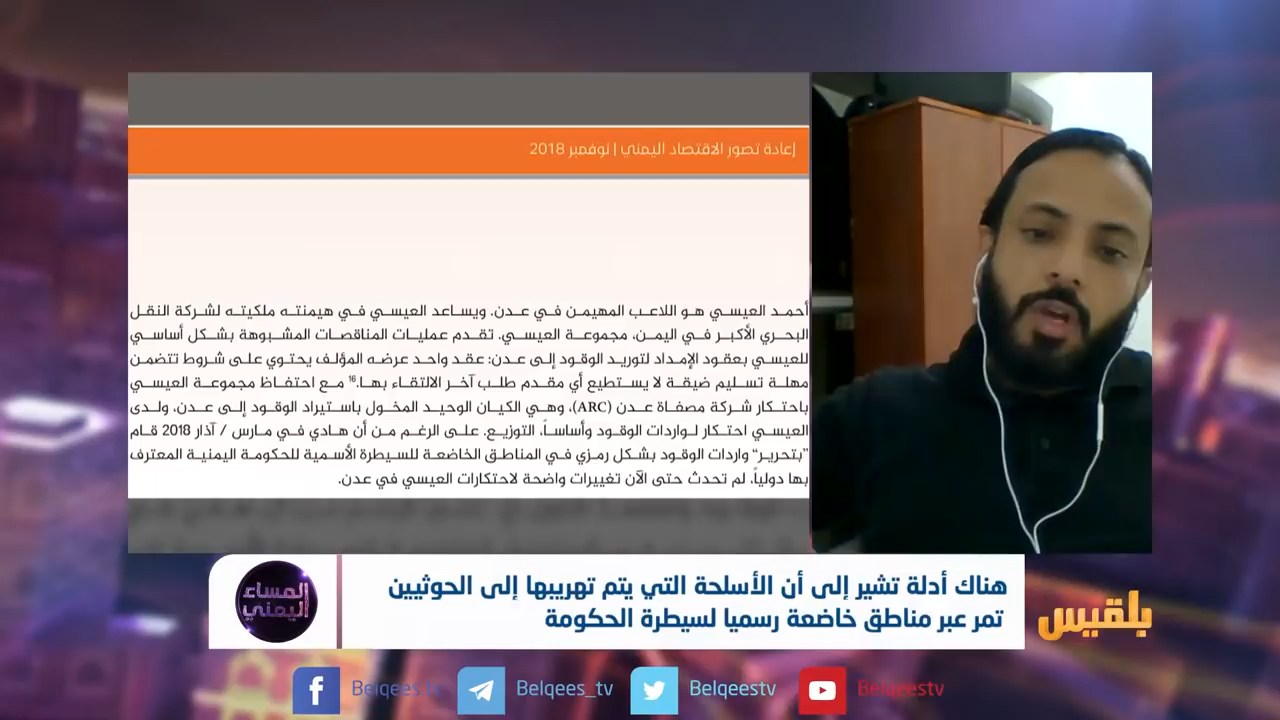 إعادة تصور الاقتصاد اليمني | نوفمبر 2018
أحمد العيسي هو اللاعب المهيمن في عدن. ويساعد العيسي في هيمنته ملكيته لشركة النقل
البحري الأكبر في اليمن، مجموعة العيسي. تقدم عمليات المناقصات المشبوهة بشكل أساسي
للعيسي بعقود الإمداد لتوريد الوقود إلى عدن: عقد واحد عرضه المؤلف يحتوي على شروط تتضمن
مهلة تسليم ضيقة لا يستطيع أي مقدم طلب آخر الالتقاء بها.¹⁶ مع احتفاظ مجموعة العيسي
باحتكار شركة مصفاة عدن (ARC)، وهي الكيان الوحيد المخول باستيراد الوقود إلى عدن، ولدى
العيسي احتكار لواردات الوقود وأساساً، التوزيع. على الرغم من أن هادي في مارس / آذار 2018 قام
”بتحرير“ واردات الوقود بشكل رمزي في المناطق الخاضعة للسيطرة الأسمية للحكومة اليمنية المعترف
بها دولياً، لم تحدث حتى الآن تغييرات واضحة لاحتكارات العيسي في عدن.
هناك أدلة تشير إلى أن الأسلحة التي يتم تهريبها إلى الحوثيين
تمر عبر مناطق خاضعة رسميا لسيطرة الحكومة
المساء
اليمني
بلقيس
Belqees.tv
Belqees_tv
Belqeestv
Belqeestv